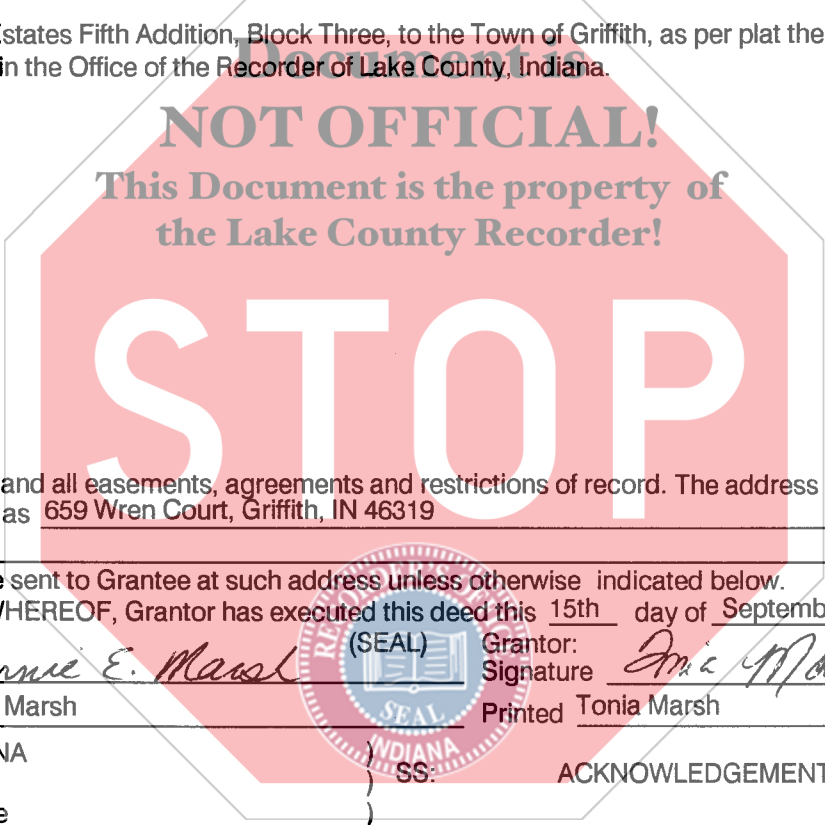 Estates Fifth Addition, Block Three, to the Town of Griffith, as per plat the
Document is
in the Office of the Recorder of Lake County, Indiana.
NOT OFFICIAL!
This Document is the property of
the Lake County Recorder!
STOP
and all easements, agreements and restrictions of record. The address
as 659 Wren Court, Griffith, IN 46319
sent to Grantee at such address unless otherwise indicated below.
WHEREOF, Grantor has executed this deed this 15th day of Septemb
(SEAL) Grantor:
E. Marsh Signature
Marsh Printed Tonia Marsh
SEAL
INDIANA
NA ) SS: ACKNOWLEDGEMENT
)
)